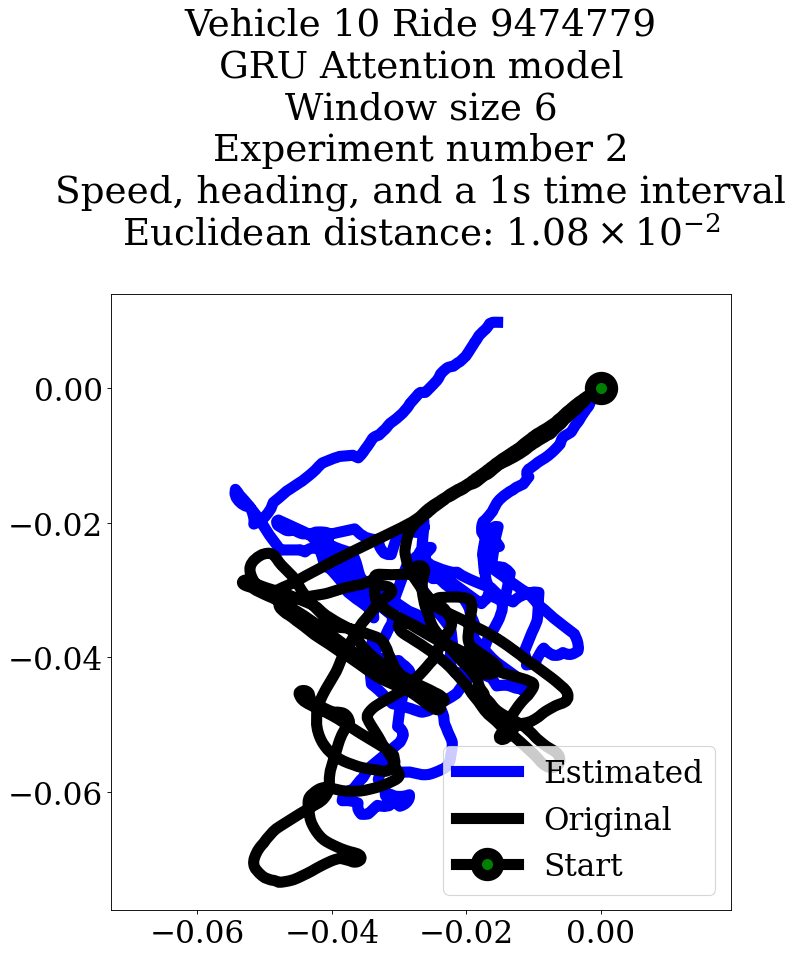 Vehicle 10 Ride 9474779
GRU Attention model
Window size 6
Experiment number 2
Speed, heading, and a 1s time interval
Euclidean distance: 1.08 × 10⁻²
0.00
−0.02
−0.04
−0.06
Estimated
Original
Start
−0.06 −0.04 −0.02 0.00